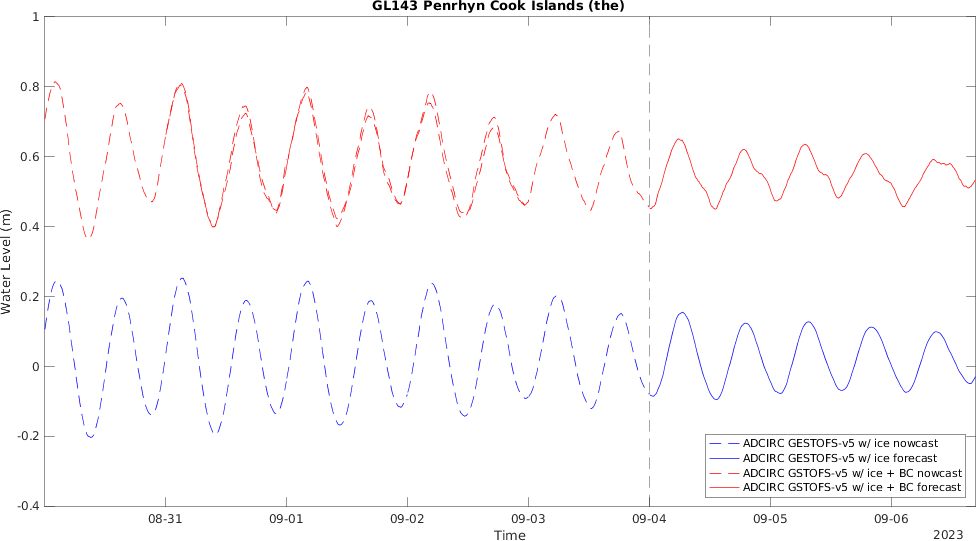 GL143 Penrhyn Cook Islands (the)
1
0.8
0.6
0.4
0.2
0
-0.2
-0.4
Water Level (m)
ADCIRC GESTOFS-v5 w/ ice nowcast
ADCIRC GESTOFS-v5 w/ ice forecast
ADCIRC GSTOFS-v5 w/ ice + BC nowcast
ADCIRC GSTOFS-v5 w/ ice + BC forecast
08-31 09-01 09-02 09-03 09-04 09-05 09-06
Time
2023